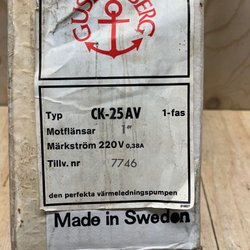 GUSTAVSBERG
Typ CK-25AV 1-fas
Motflänsar 1"
Märkström 220V 0,38A
Tillv. nr 7746
den perfekta värmeledningspumpen
Made in Sweden